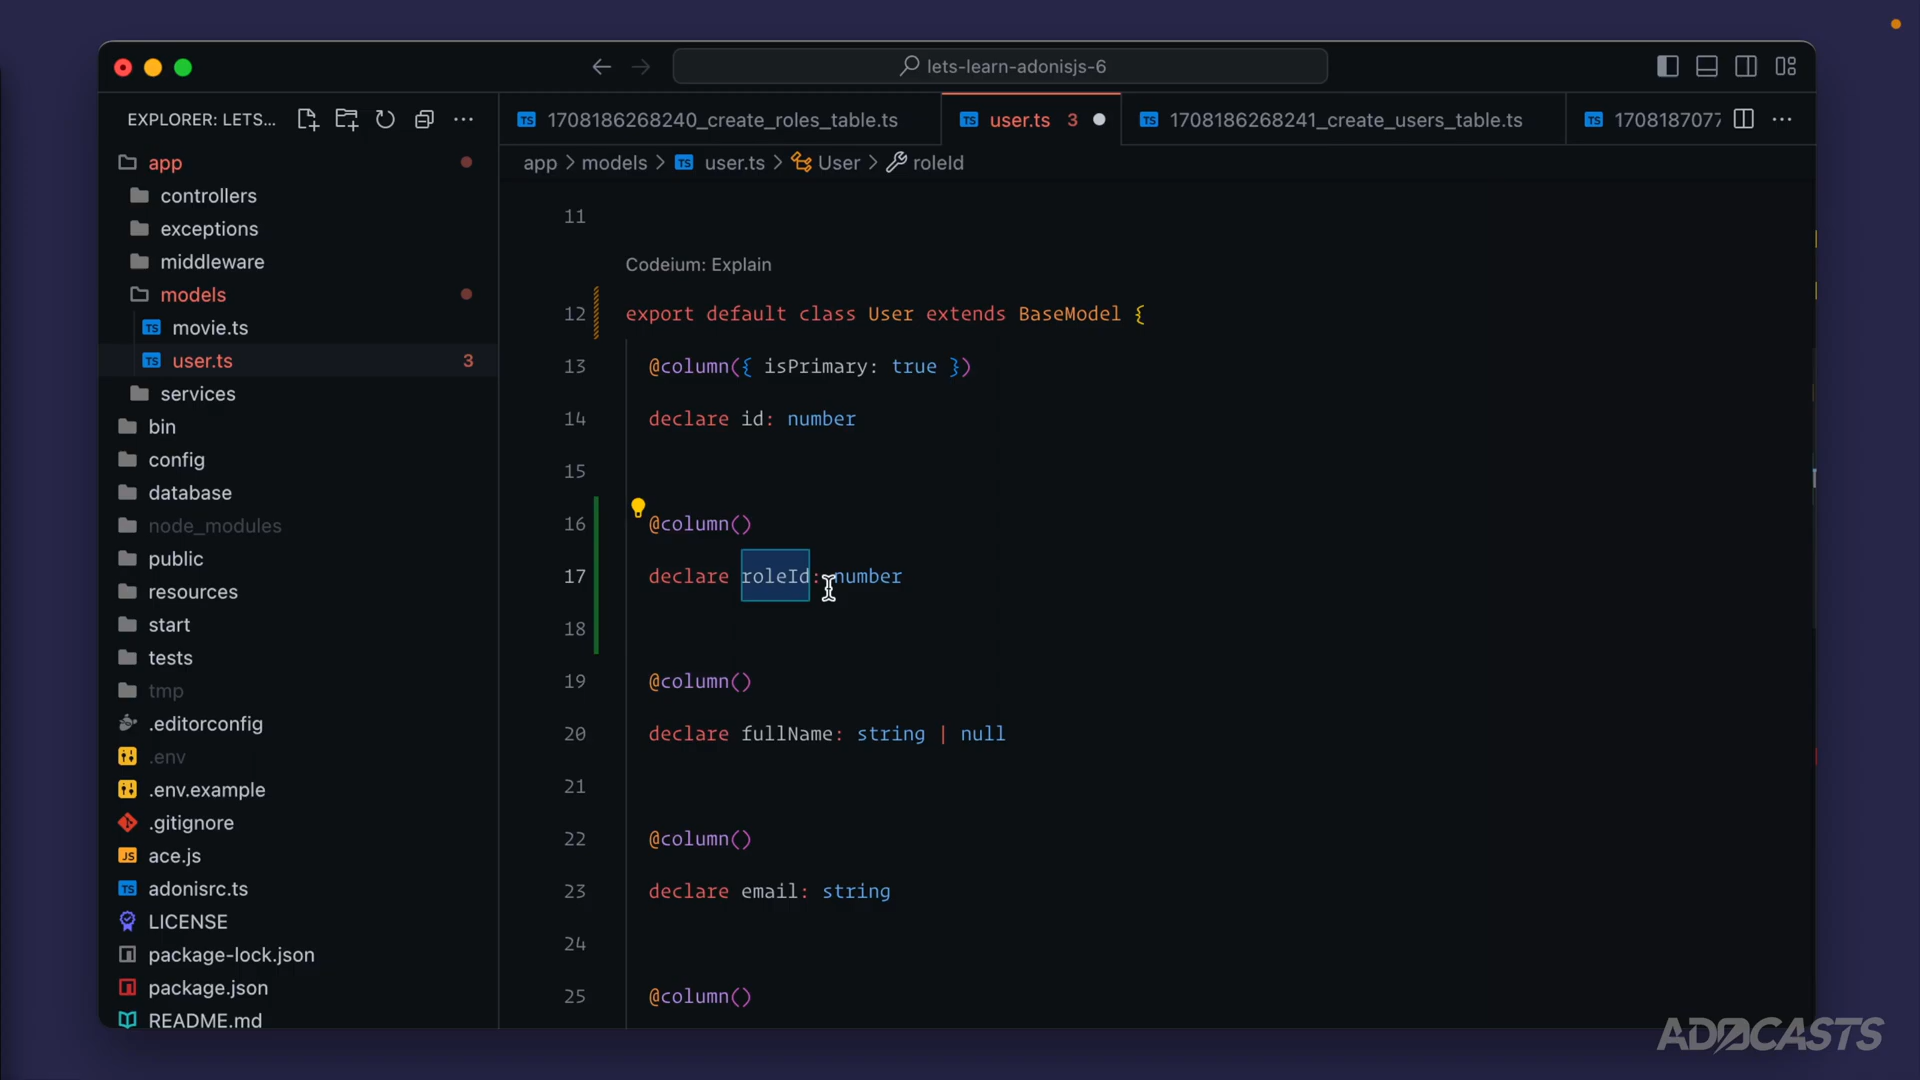 lets-learn-adonisjs-6
EXPLORER: LETS...
1708186268240_create_roles_table.ts
user.ts 3
1708186268241_create_users_table.ts
170818707
app > models > user.ts > User > roleId
app
controllers
exceptions
middleware
models
movie.ts
user.ts 3
services
bin
config
database
node_modules
public
resources
start
tests
tmp
.editorconfig
.env
.env.example
.gitignore
ace.js
adonisrc.ts
LICENSE
package-lock.json
package.json
README.md
11
Codeium: Explain
12 export default class User extends BaseModel {
13 @column({ isPrimary: true })
14 declare id: number
15
16 @column()
17 declare roleId: number
18
19 @column()
20 declare fullName: string | null
21
22 @column()
23 declare email: string
24
25 @column()
ADOCASTS